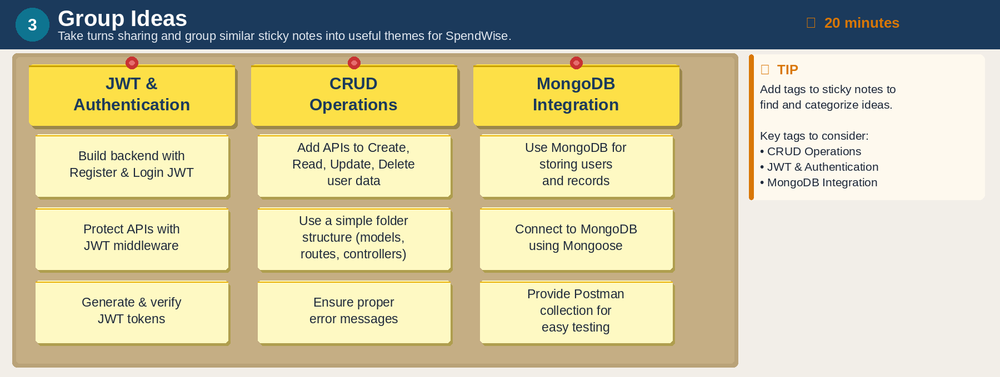 3
Group Ideas
Take turns sharing and group similar sticky notes into useful themes for SpendWise.
20 minutes
JWT &
Authentication
Build backend with
Register & Login JWT
Protect APIs with
JWT middleware
Generate & verify
JWT tokens
CRUD
Operations
Add APIs to Create,
Read, Update, Delete
user data
Use a simple folder
structure (models,
routes, controllers)
Ensure proper
error messages
MongoDB
Integration
Use MongoDB for
storing users
and records
Connect to MongoDB
using Mongoose
Provide Postman
collection for
easy testing
TIP
Add tags to sticky notes to
find and categorize ideas.
Key tags to consider:
• CRUD Operations
• JWT & Authentication
• MongoDB Integration